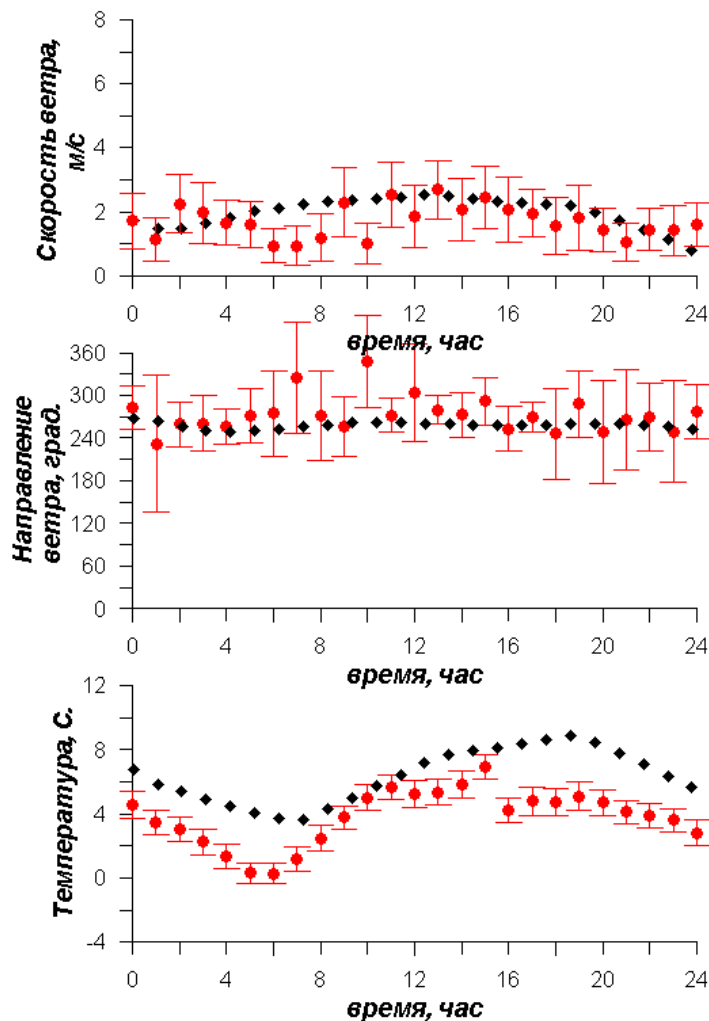 Скорость ветра,
м/с
8
6
4
2
0
0 4 8 12 16 20 24
время, час
Направление
ветра, град.
360
300
240
180
120
60
0
0 4 8 12 16 20 24
время, час
Температура, С.
12
8
4
0
-4
0 4 8 12 16 20 24
время, час